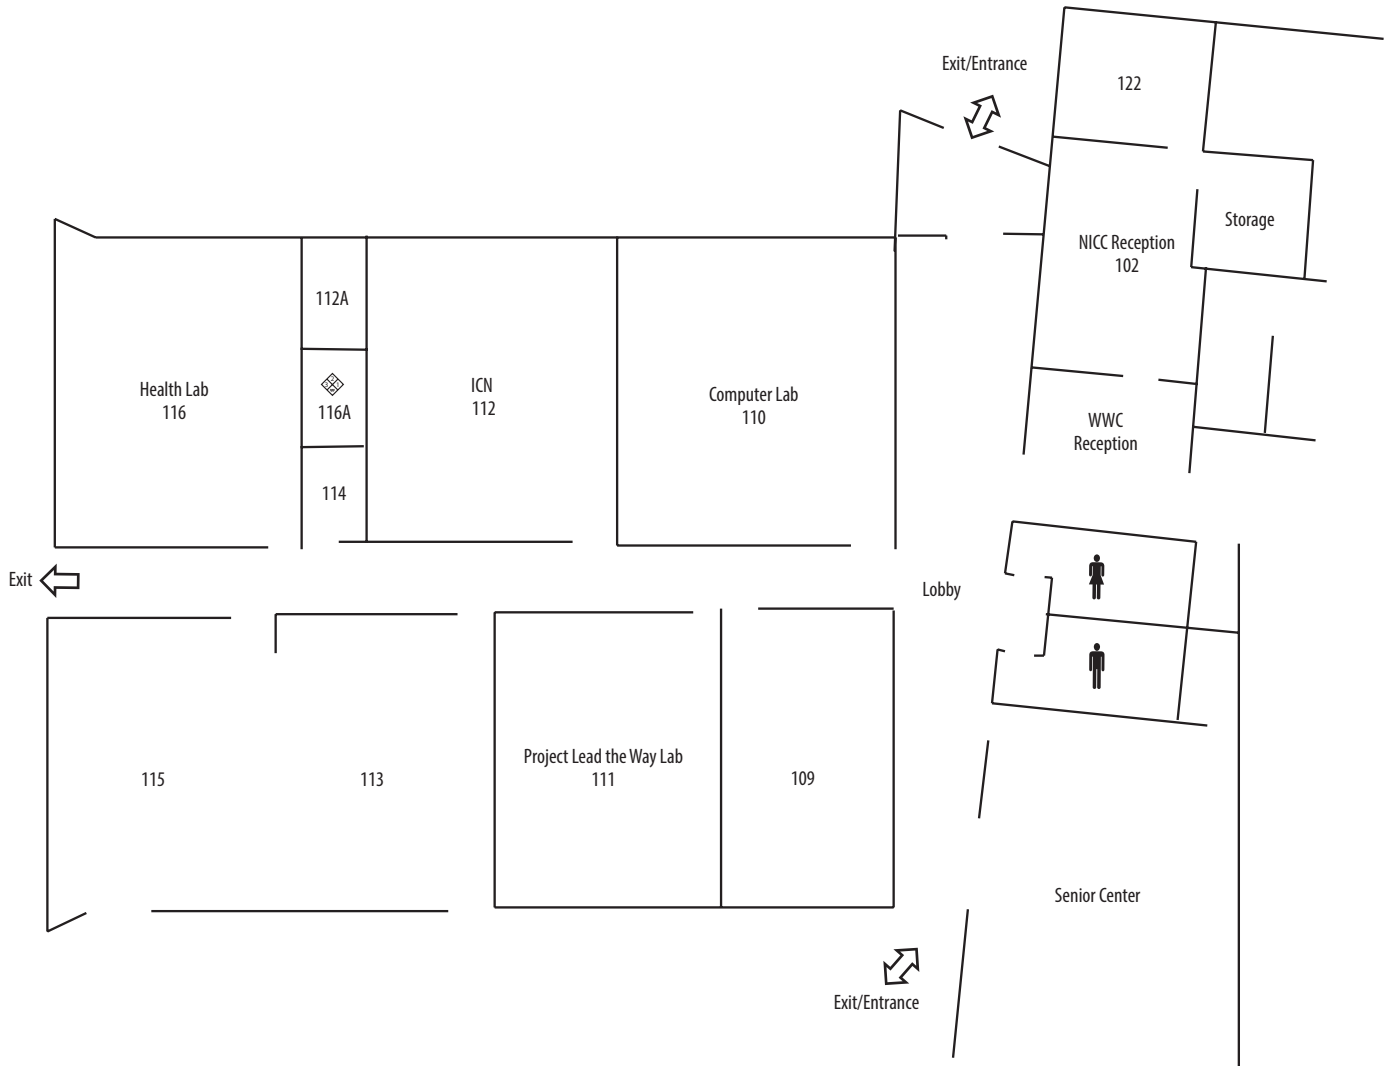 Exit/Entrance
122
Storage
NICC Reception
102
112A
Health Lab
116
116A
ICN
112
Computer Lab
110
WWC
Reception
114
Exit
Lobby
115
113
Project Lead the Way Lab
111
109
Senior Center
Exit/Entrance